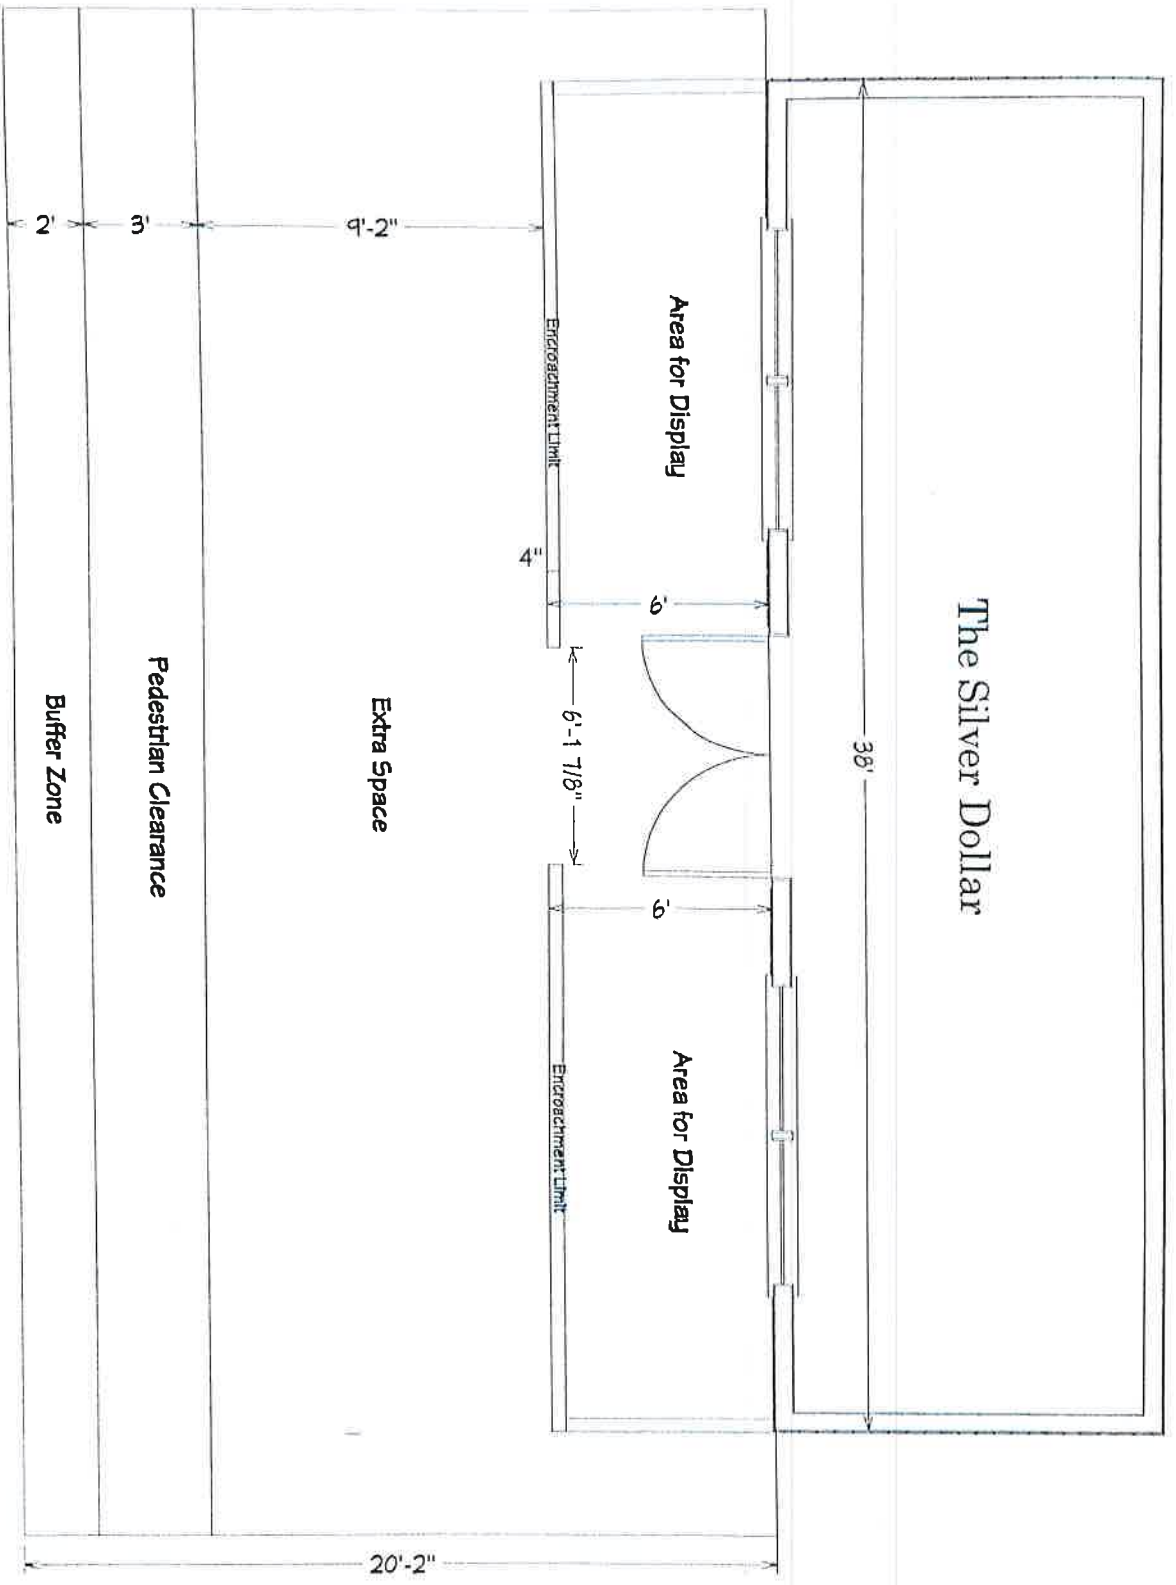 The Silver Dollar
38'
Area for Display
Area for Display
6'
6'
6'-1 7/8"
4"
Encroachment Limit
Encroachment Limit
9'-2"
Extra Space
3'
Pedestrian Clearance
2'
Buffer Zone
20'-2"